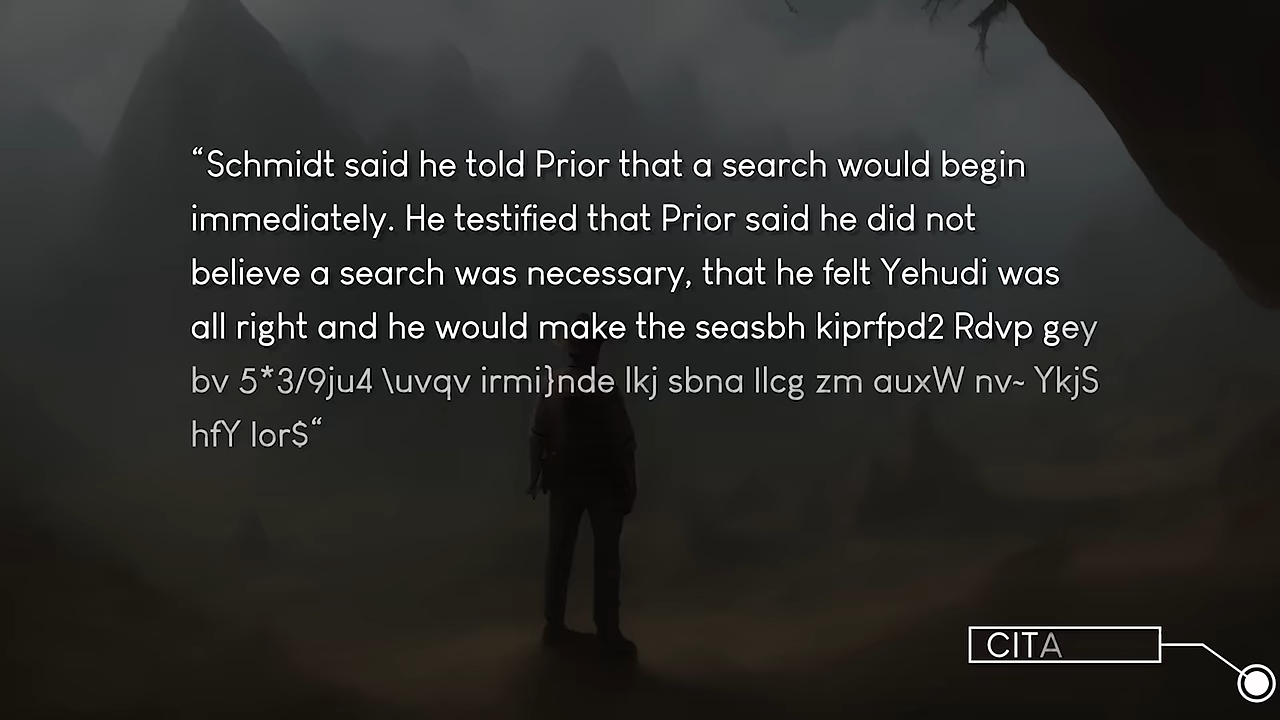 “Schmidt said he told Prior that a search would begin
immediately. He testified that Prior said he did not
believe a search was necessary, that he felt Yehudi was
all right and he would make the seasbh kiprfpd2 Rdvp gey
bv 5*3/9ju4 \uvqv irmi}nde lkj sbna llcg zm auxW nv~ YkjS
hfY lor$“
CITA